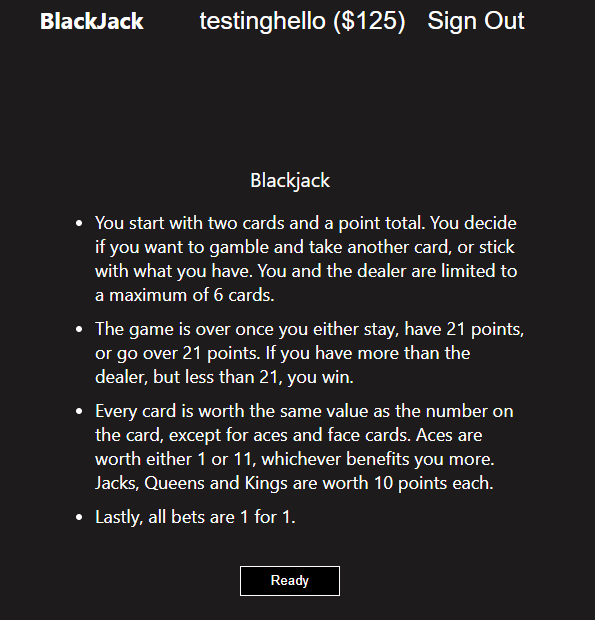 BlackJack testinghello ($125) Sign Out
Blackjack
• You start with two cards and a point total. You decide
if you want to gamble and take another card, or stick
with what you have. You and the dealer are limited to
a maximum of 6 cards.
• The game is over once you either stay, have 21 points,
or go over 21 points. If you have more than the
dealer, but less than 21, you win.
• Every card is worth the same value as the number on
the card, except for aces and face cards. Aces are
worth either 1 or 11, whichever benefits you more.
Jacks, Queens and Kings are worth 10 points each.
• Lastly, all bets are 1 for 1.
Ready